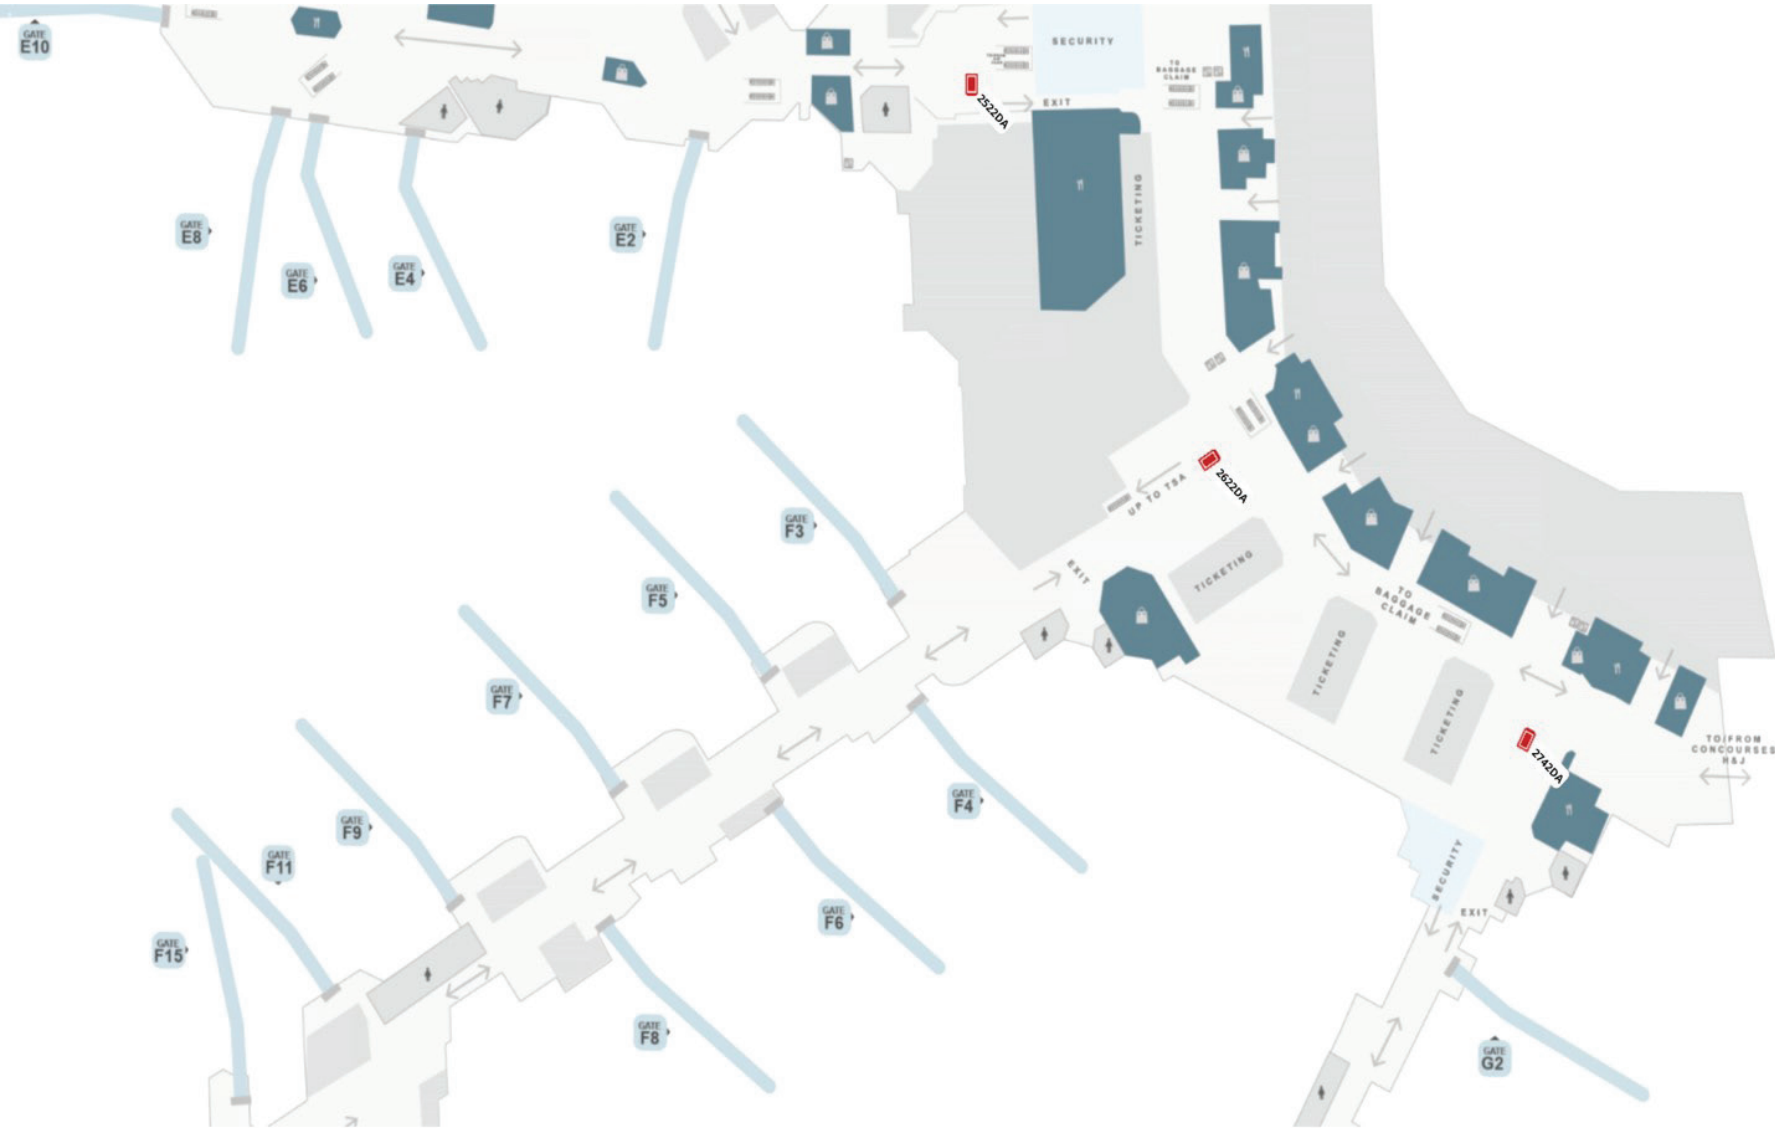 GATE
E10
SECURITY
TO
BAGGAGE
CLAIM
EXIT
2522DA
TICKETING
GATE
E8
GATE
E6
GATE
E4
GATE
E2
GATE
F3
UP TO TSA
2622DA
EXIT
TICKETING
TO
BAGGAGE
CLAIM
GATE
F5
TICKETING
GATE
F7
TICKETING
2742DA
TO/FROM
CONCOURSES
H&J
GATE
F4
GATE
F9
GATE
F11
SECURITY
EXIT
GATE
F6
GATE
F15
GATE
F8
GATE
G2